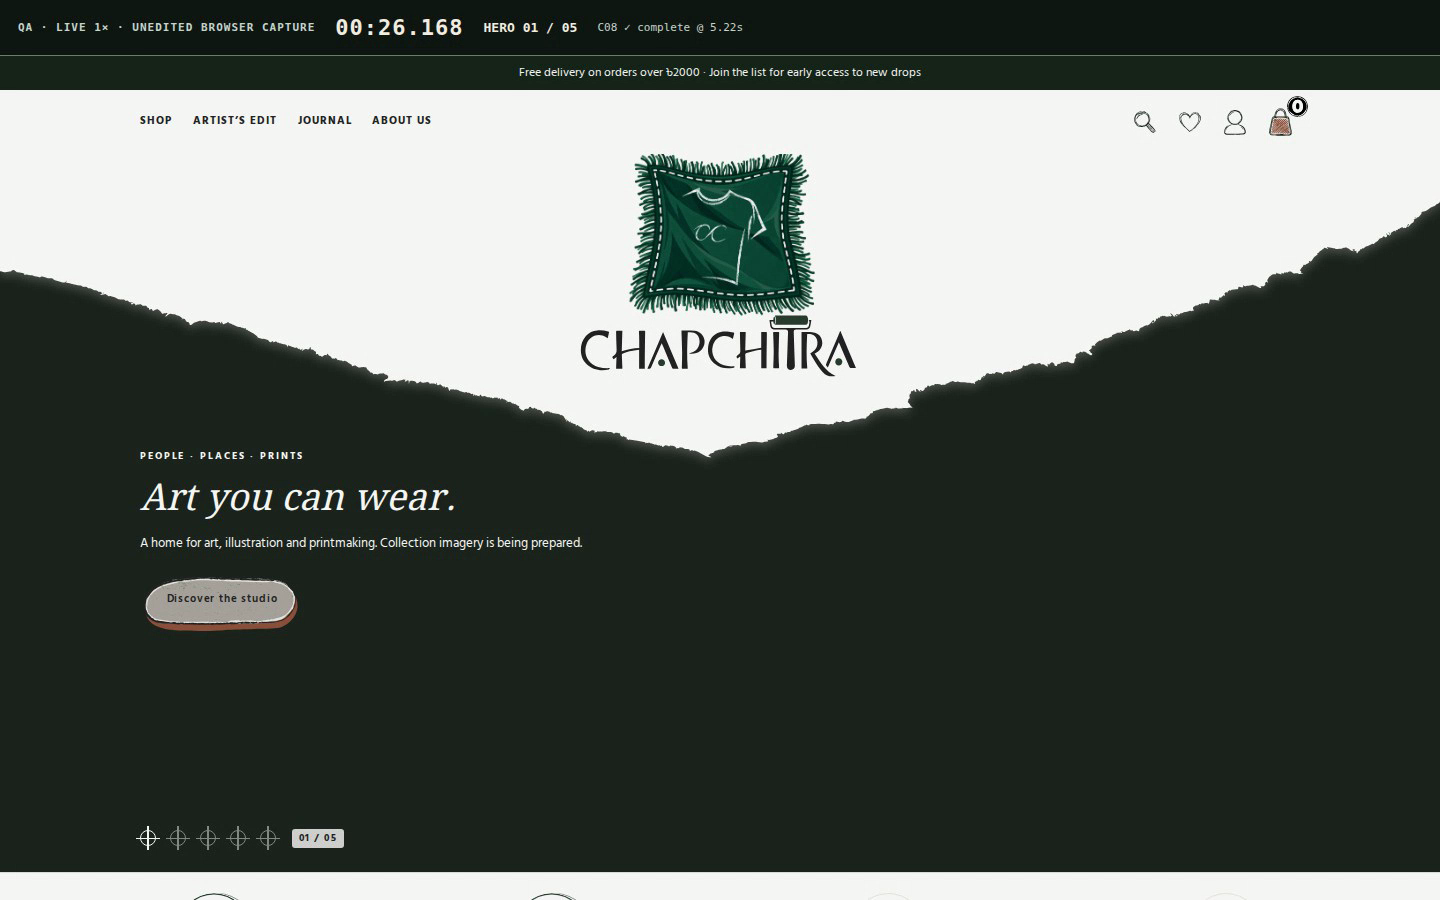 QA · LIVE 1× · UNEDITED BROWSER CAPTURE 00:26.168 HERO 01 / 05 C08 ✓ complete @ 5.22s
Free delivery on orders over ৳2000 · Join the list for early access to new drops
SHOP ARTIST'S EDIT JOURNAL ABOUT US 0
CHAPCHITRA
PEOPLE · PLACES · PRINTS
Art you can wear.
A home for art, illustration and printmaking. Collection imagery is being prepared.
Discover the studio
01 / 05